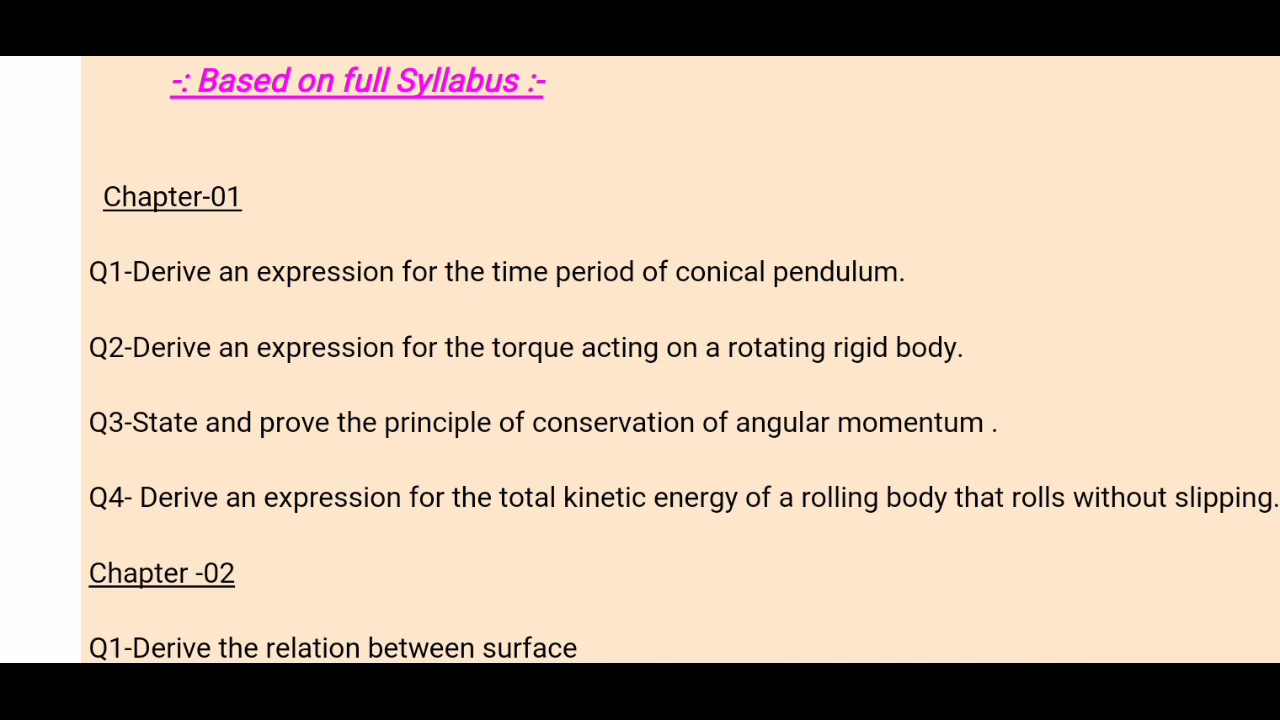 -: Based on full Syllabus :-
Chapter-01
Q1-Derive an expression for the time period of conical pendulum.
Q2-Derive an expression for the torque acting on a rotating rigid body.
Q3-State and prove the principle of conservation of angular momentum .
Q4- Derive an expression for the total kinetic energy of a rolling body that rolls without slipping.
Chapter -02
Q1-Derive the relation between surface